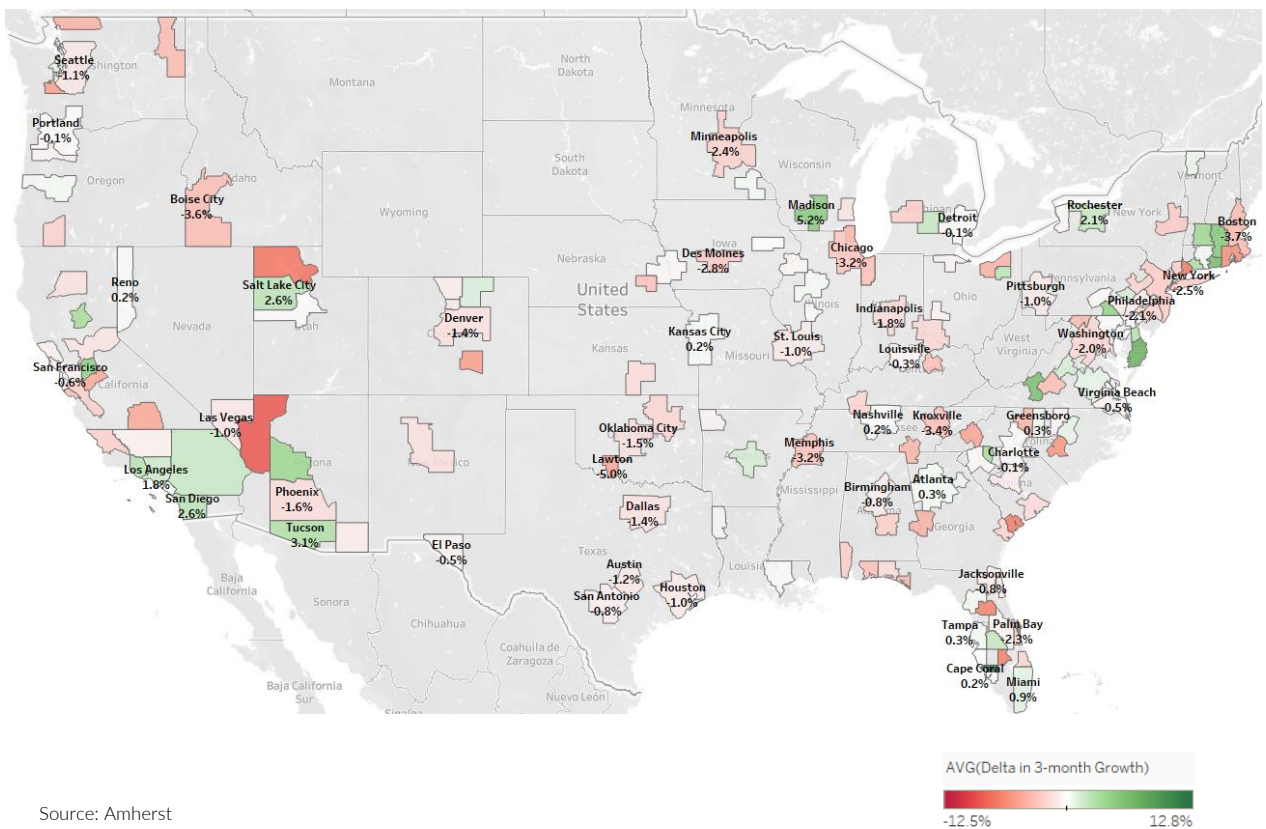 Seattle
-1.1%
shington
Portland
-0.1%
Oregon
Montana
North
Dakota
South
Dakota
Minnesota
Minneapolis
-2.4%
Wisconsin
Madison
5.2%
Detroit
-0.1%
Rochester
2.1%
New York
Vermont
Boston
-3.7%
Boise City
-3.6%
Idaho
Wyoming
Nebraska
Iowa
Des Moines
-2.8%
Chicago
-3.2%
Reno
0.2%
Salt Lake City
2.6%
Utah
Nevada
Denver
-1.4%
United
States
Kansas
Kansas City
0.2%
Missouri
St. Louis
-1.0%
Illinois
Indianapolis
-1.8%
Ohio
Louisville
-0.3%
Kentucky
Pittsburgh
-1.0%
Pennsylvania
New York
-2.5%
Philadelphia
-2.1%
Washington
-2.0%
West
Virginia
Virginia Beach
-0.5%
San Francisco
-0.6%
California
Las Vegas
-1.0%
Los Angeles
1.8%
San Diego
2.6%
Arizona
Phoenix
-1.6%
Tucson
3.1%
New Mexico
El Paso
-0.5%
Oklahoma City
-1.5%
Lawton
-5.0%
Dallas
-1.4%
Texas
Austin
-1.2%
San Antonio
-0.8%
Houston
-1.0%
Arkansas
Louisia
Memphis
-3.2%
Mississippi
Nashville
0.2%
Knoxville
-3.4%
Greensboro
0.3%
Charlotte
-0.1%
Birmingham
-0.8%
Atlanta
0.3%
Georgia
Jacksonville
-0.8%
Tampa
0.3%
Palm Bay
-2.3%
Cape Coral
0.2%
Miami
0.9%
Baja
California
Sonora
Chihuahua
Coahuila de
Zaragoza
Baja California
Sur
Nuevo León
Sinaloa
AVG(Delta in 3-month Growth)
-12.5%
12.8%
Source: Amherst